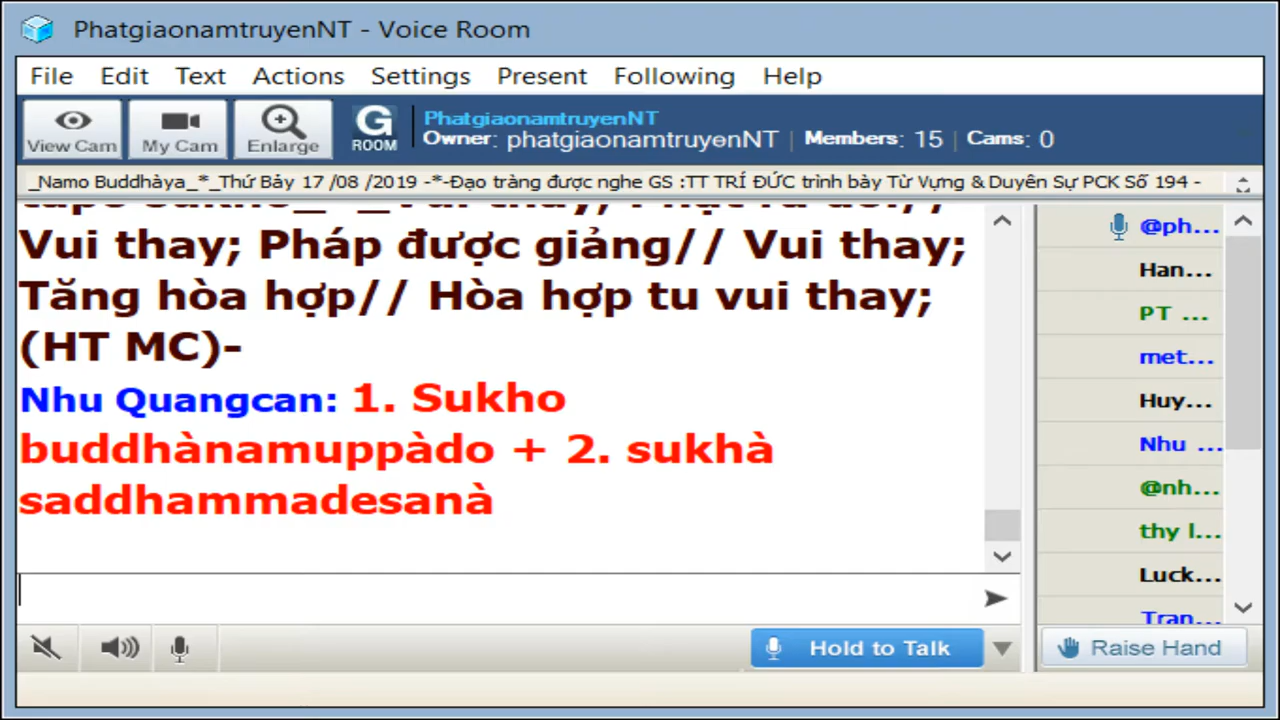 PhatgiaonamtruyenNT - Voice Room
File Edit Text Actions Settings Present Following Help
View Cam My Cam Enlarge G ROOM
PhatgiaonamtruyenNT
Owner: phatgiaonamtruyenNT | Members: 15 | Cams: 0
_Namo Buddhàya_*_Thứ Bảy 17 /08 /2019 -*-Đạo tràng được nghe GS :TT TRÍ ĐỨC trình bày Từ Vựng & Duyên Sự PCK Số 194 -
Vui thay; Pháp được giảng// Vui thay;
Tăng hòa hợp// Hòa hợp tu vui thay;
(HT MC)-
Nhu Quangcan: 1. Sukho
buddhànamuppàdo + 2. sukhà
saddhammadesanà
@ph...
Han...
PT ...
met...
Huy...
Nhu ...
@nh...
thy l...
Luck...
Tran...
Hold to Talk
Raise Hand